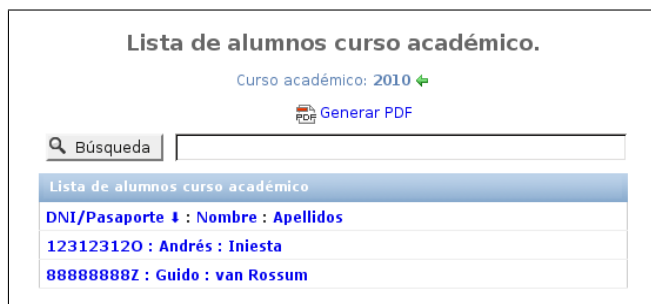 Lista de alumnos curso académico.
Curso académico: 2010
PDF Generar PDF
Búsqueda
Lista de alumnos curso académico
DNI/Pasaporte ⬇ : Nombre : Apellidos
12312312O : Andrés : Iniesta
88888888Z : Guido : van Rossum